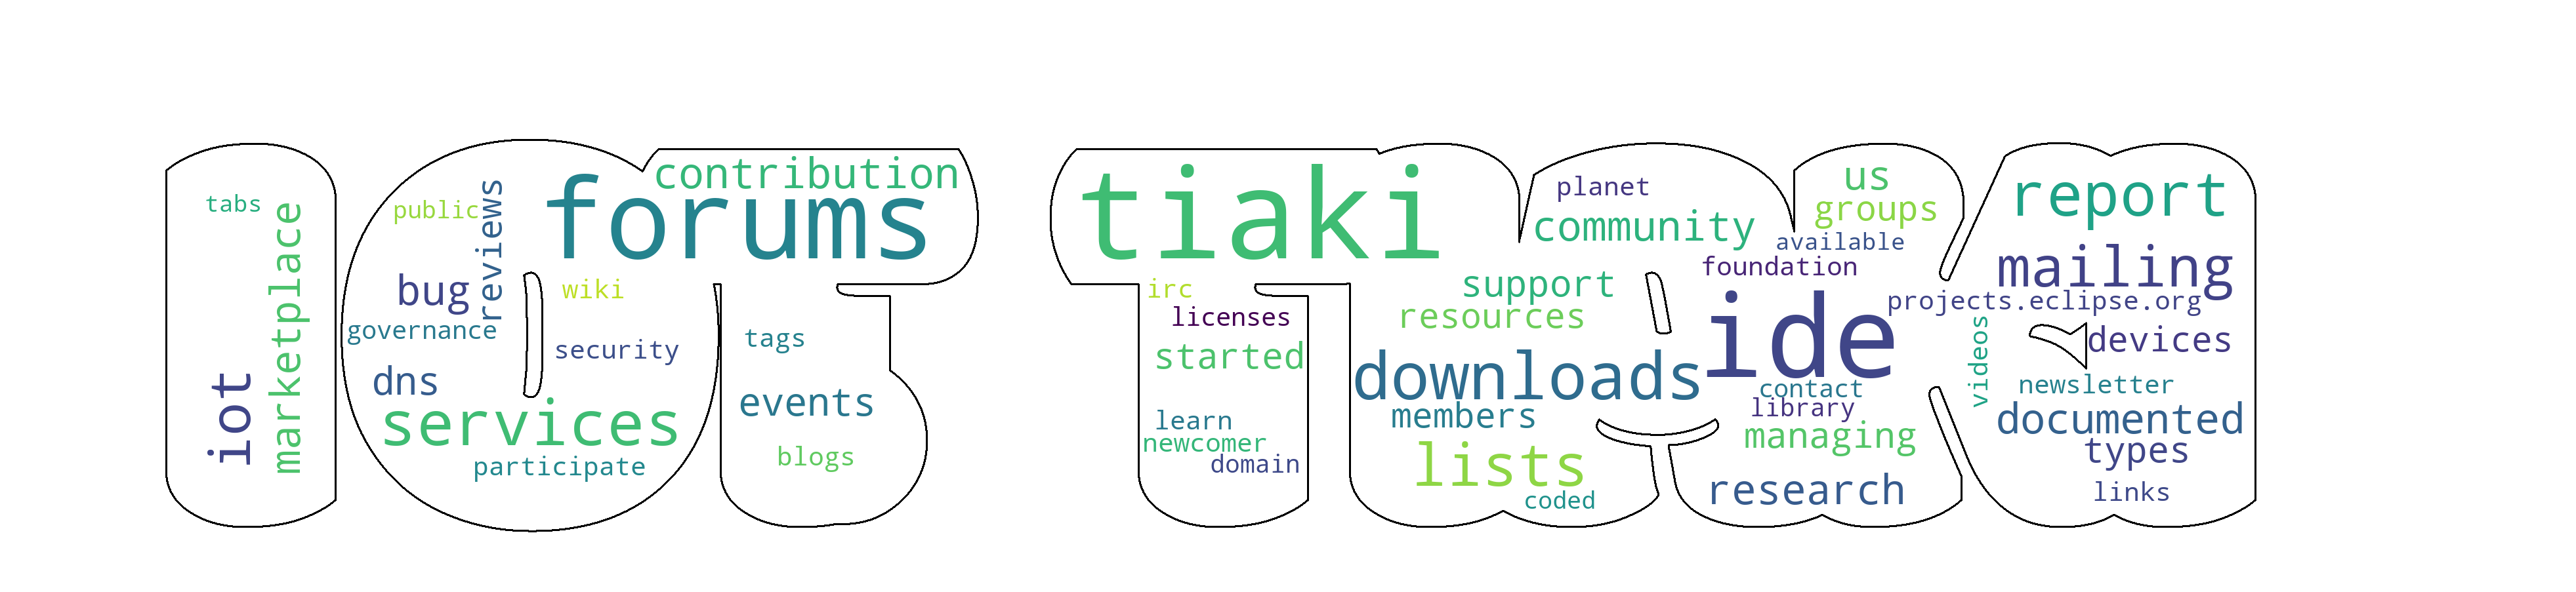 tabs
marketplace
iot
public
reviews
forums
contribution
bug
wiki
governance
security
dns
services
participate
tags
events
blogs
tiaki
irc
licenses
started
learn
newcomer
domain
planet
community
support
resources
downloads
members
lists
coded
us
groups
available
foundation
ide
contact
library
managing
research
report
mailing
projects.eclipse.org
videos
devices
newsletter
documented
types
links